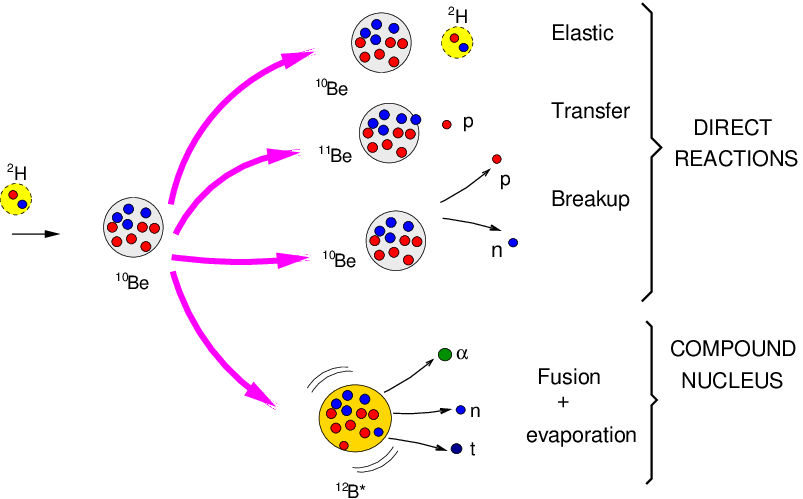 ²H
¹⁰Be
²H
¹⁰Be
Elastic
¹¹Be
p
Transfer
¹⁰Be
p
n
Breakup
DIRECT
REACTIONS
¹²B*
α
n
t
Fusion
+
evaporation
COMPOUND
NUCLEUS